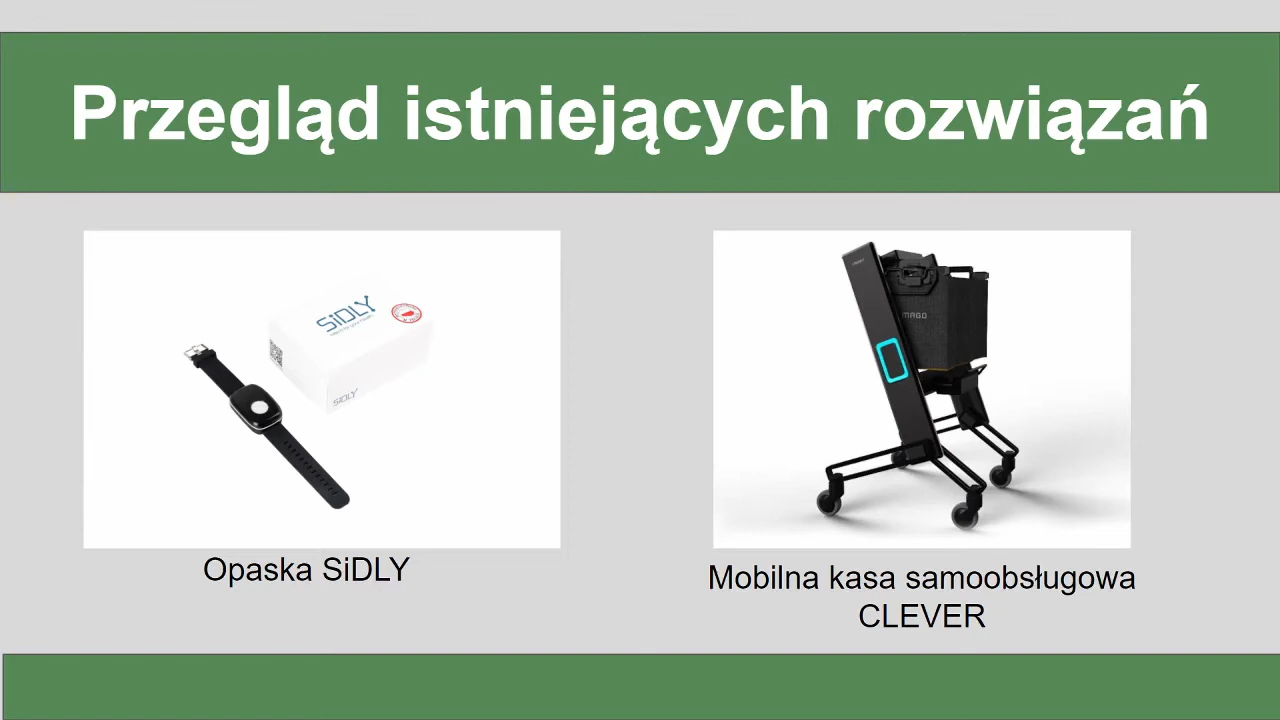 Przegląd istniejących rozwiązań
SiDLY
SiDLY
MAGO
Opaska SiDLY
Mobilna kasa samoobsługowa
CLEVER